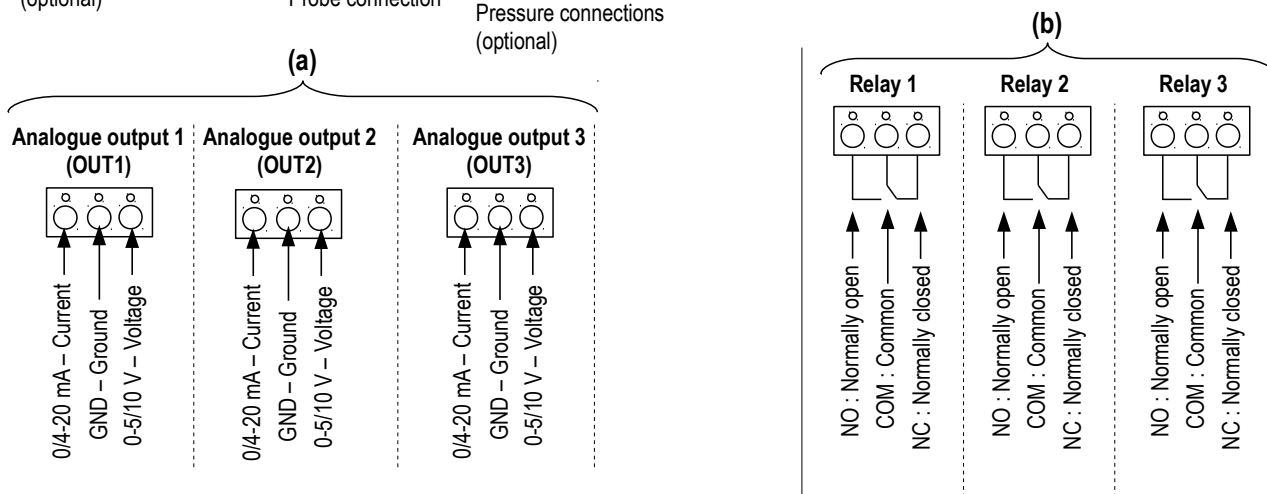 (optional)
Probe connection
Pressure connections
(optional)
(a)
Analogue output 1
(OUT1)
Analogue output 2
(OUT2)
Analogue output 3
(OUT3)
0/4-20 mA – Current
GND – Ground
0-5/10 V – Voltage
0/4-20 mA – Current
GND – Ground
0-5/10 V – Voltage
0/4-20 mA – Current
GND – Ground
0-5/10 V – Voltage
(b)
Relay 1
Relay 2
Relay 3
NO : Normally open
COM : Common
NC : Normally closed
NO : Normally open
COM : Common
NC : Normally closed
NO : Normally open
COM : Common
NC : Normally closed